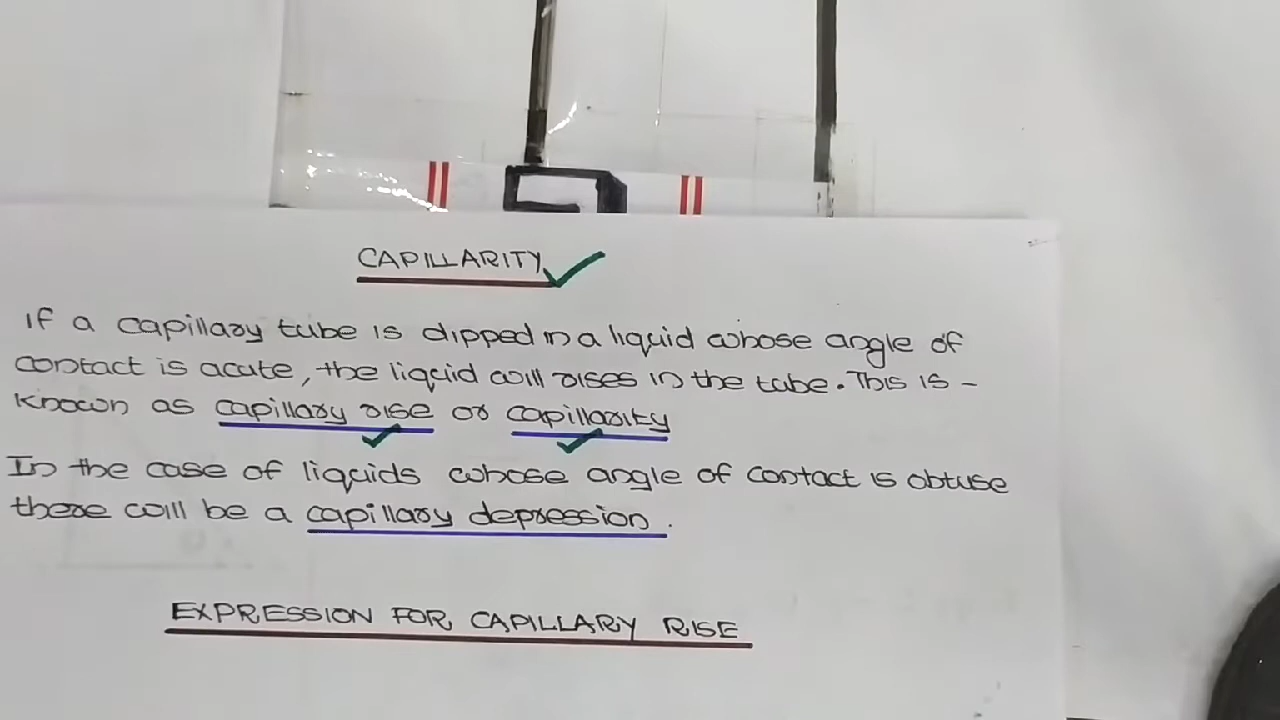 CAPILLARITY
If a capillary tube is dipped in a liquid whose angle of
contact is acute, the liquid will rises in the tube. This is -
known as capillary rise or capillarity
In the case of liquids whose angle of contact is obtuse
there will be a capillary depression.
EXPRESSION FOR CAPILLARY RISE